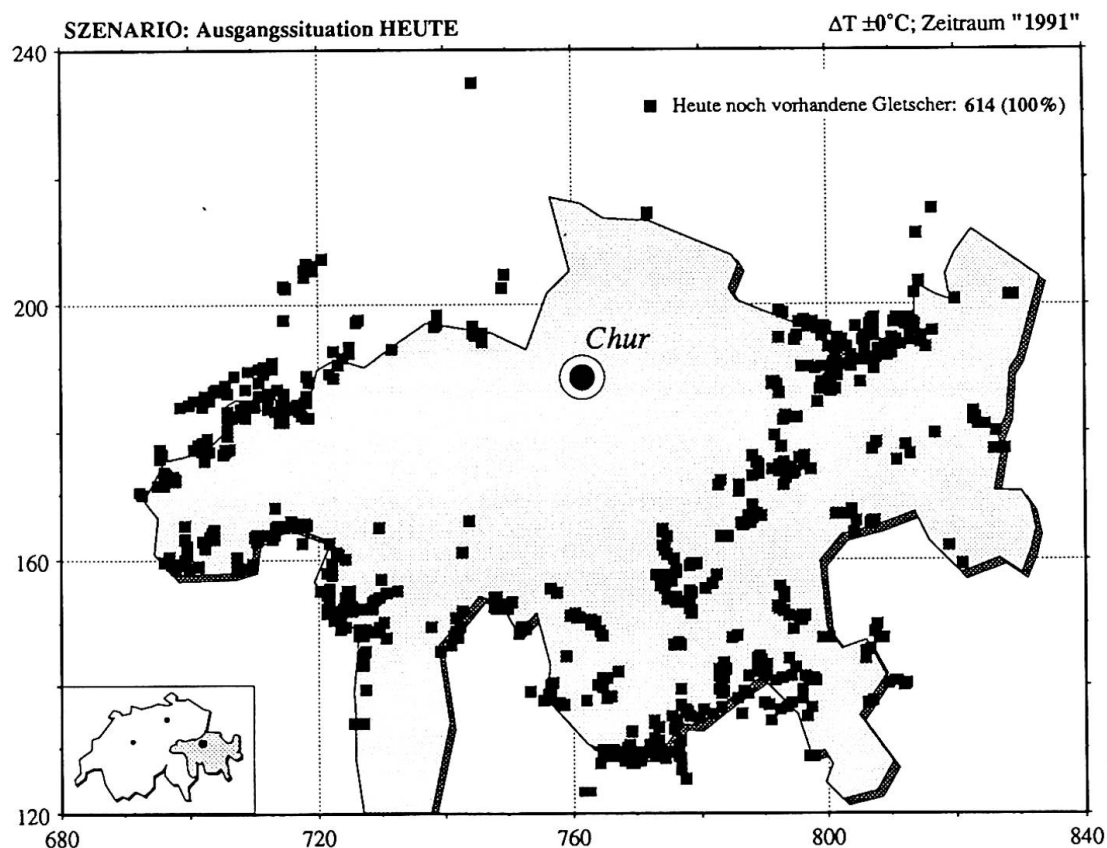 SZENARIO: Ausgangssituation HEUTE
ΔT ±0°C; Zeitraum "1991"
240
Heute noch vorhandene Gletscher: 614 (100%)
200
Chur
160
120
680
720
760
800
840